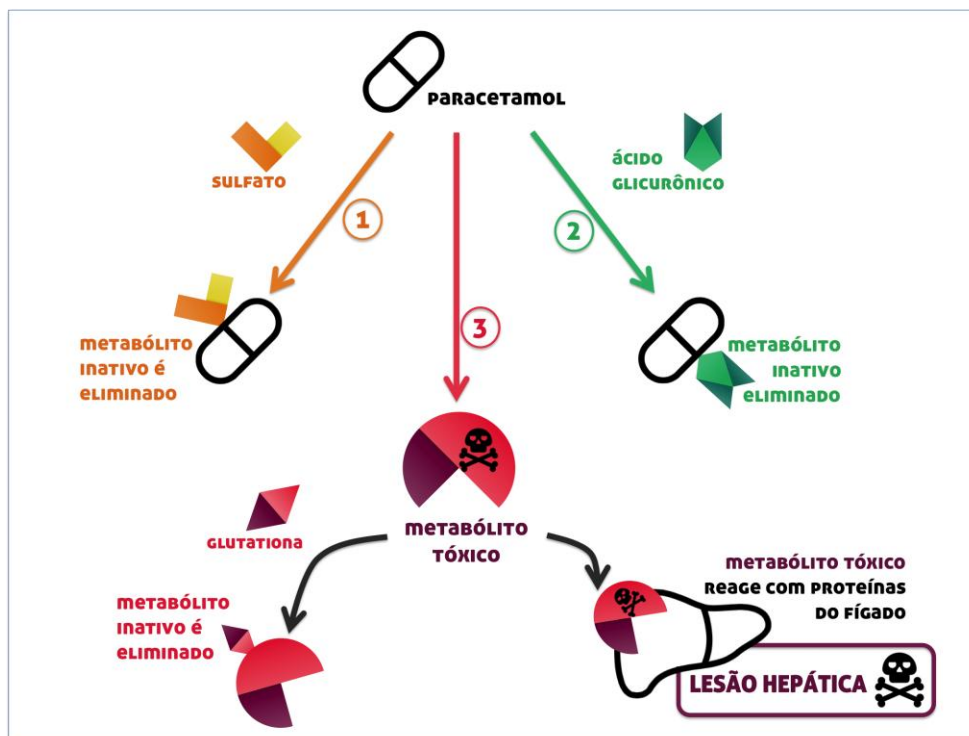 PARACETAMOL
SULFATO
ÁCIDO
GLICURÔNICO
1
2
METABÓLITO
INATIVO É
ELIMINADO
3
METABÓLITO
INATIVO
ELIMINADO
METABÓLITO
TÓXICO
GLUTATIONA
METABÓLITO
INATIVO É
ELIMINADO
METABÓLITO TÓXICO
REAGE COM PROTEÍNAS
DO FÍGADO
LESÃO HEPÁTICA